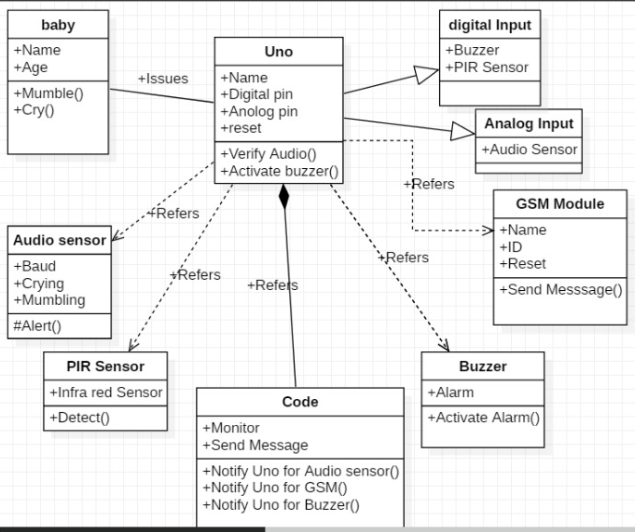 baby
+Name
+Age
+Mumble()
+Cry()
+Issues
Uno
+Name
+Digital pin
+Anolog pin
+reset
+Verify Audio()
+Activate buzzer()
digital Input
+Buzzer
+PIR Sensor
Analog Input
+Audio Sensor
+Refers
GSM Module
+Name
+ID
+Reset
+Send Messsage()
+Refers
Audio sensor
+Baud
+Crying
+Mumbling
#Alert()
+Refers
+Refers
+Refers
PIR Sensor
+Infra red Sensor
+Detect()
Code
+Monitor
+Send Message
+Notify Uno for Audio sensor()
+Notify Uno for GSM()
+Notify Uno for Buzzer()
Buzzer
+Alarm
+Activate Alarm()